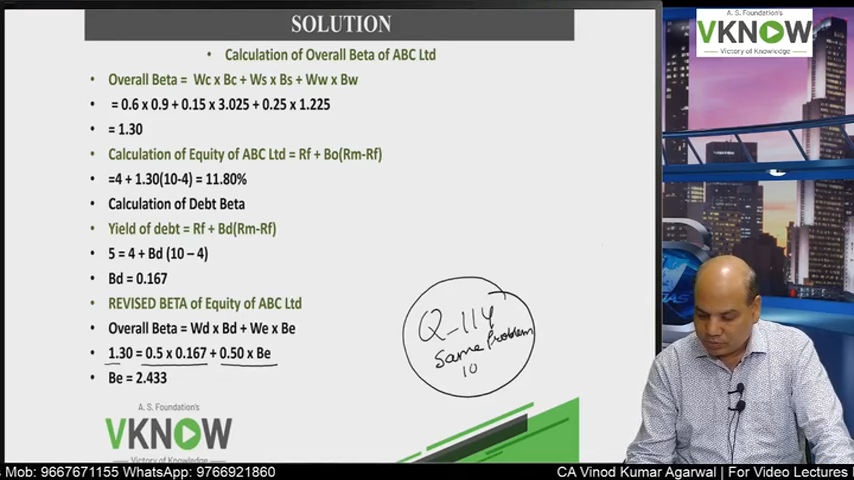 SOLUTION
A. S. Foundation's
VKNOW
Victory of Knowledge
• Calculation of Overall Beta of ABC Ltd
• Overall Beta = Wc x Bc + Ws x Bs + Ww x Bw
• = 0.6 x 0.9 + 0.15 x 3.025 + 0.25 x 1.225
• = 1.30
• Calculation of Equity of ABC Ltd = Rf + Bo(Rm-Rf)
• =4 + 1.30(10-4) = 11.80%
• Calculation of Debt Beta
• Yield of debt = Rf + Bd(Rm-Rf)
• 5 = 4 + Bd (10 – 4)
• Bd = 0.167
• REVISED BETA of Equity of ABC Ltd
• Overall Beta = Wd x Bd + We x Be
• 1.30 = 0.5 x 0.167 + 0.50 x Be
• Be = 2.433
Q-114
Same Problem
10
A. S. Foundation's
VKNOW
Victory of Knowledge
s Mob: 9667671155 WhatsApp: 9766921860
CA Vinod Kumar Agarwal | For Video Lectures